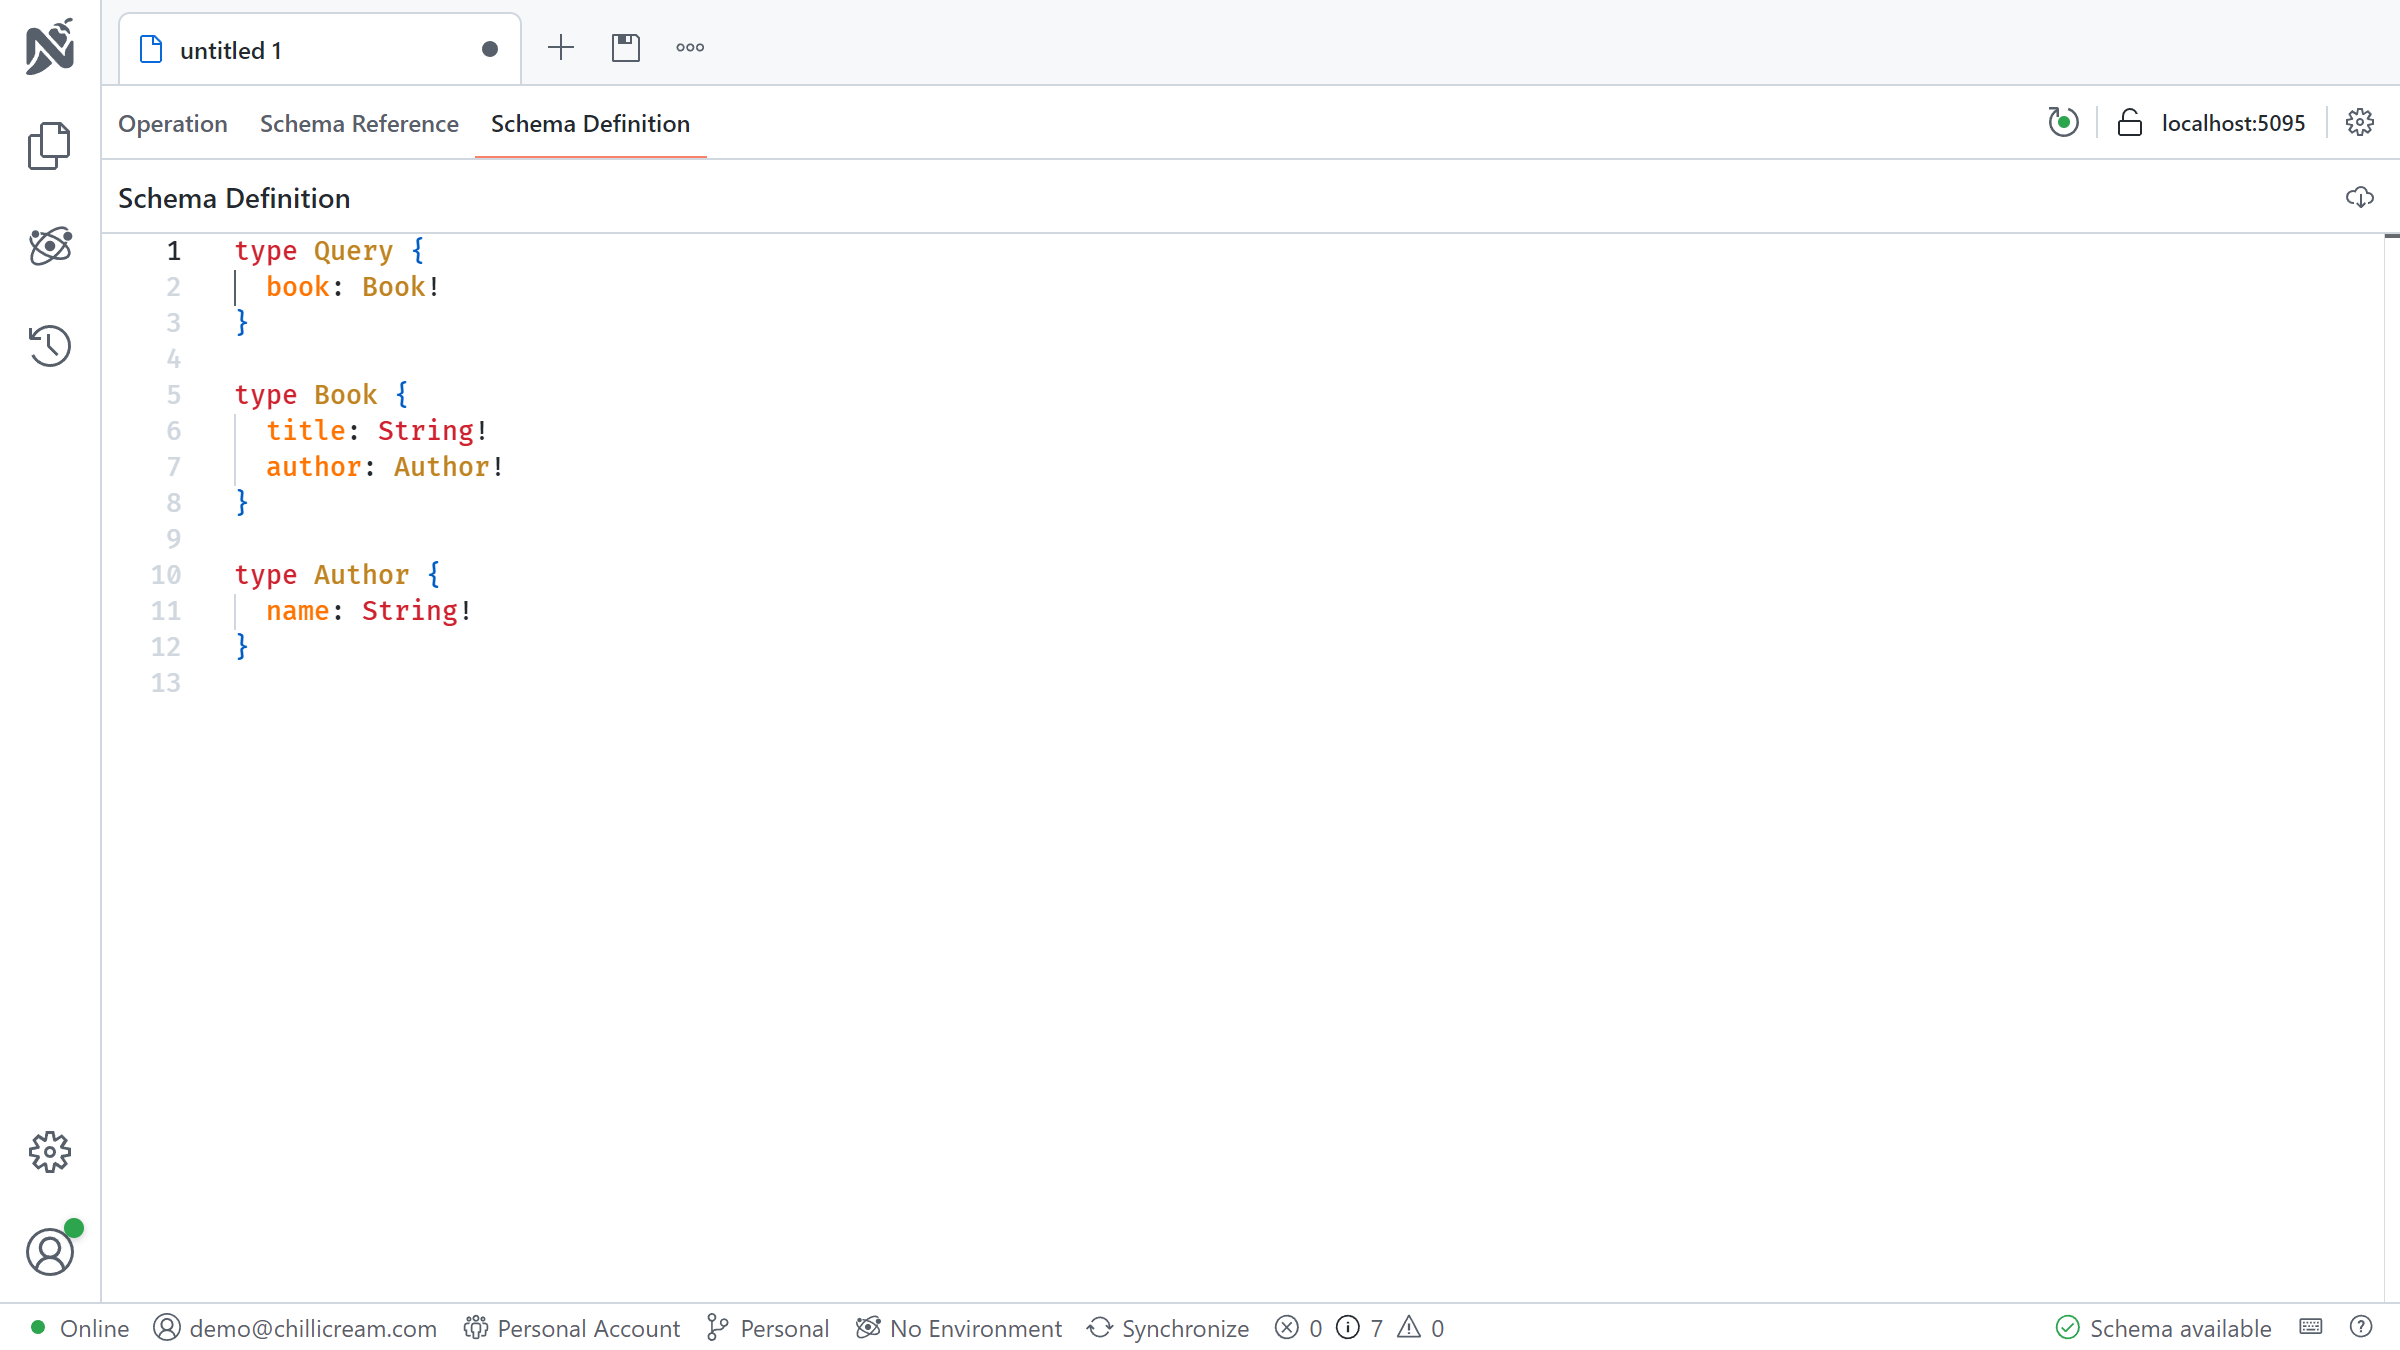 untitled 1
Operation Schema Reference Schema Definition localhost:5095
Schema Definition
1 type Query {
2   book: Book!
3 }
4
5 type Book {
6   title: String!
7   author: Author!
8 }
9
10 type Author {
11   name: String!
12 }
13
Online demo@chillicream.com Personal Account Personal No Environment Synchronize 0 7 0 Schema available